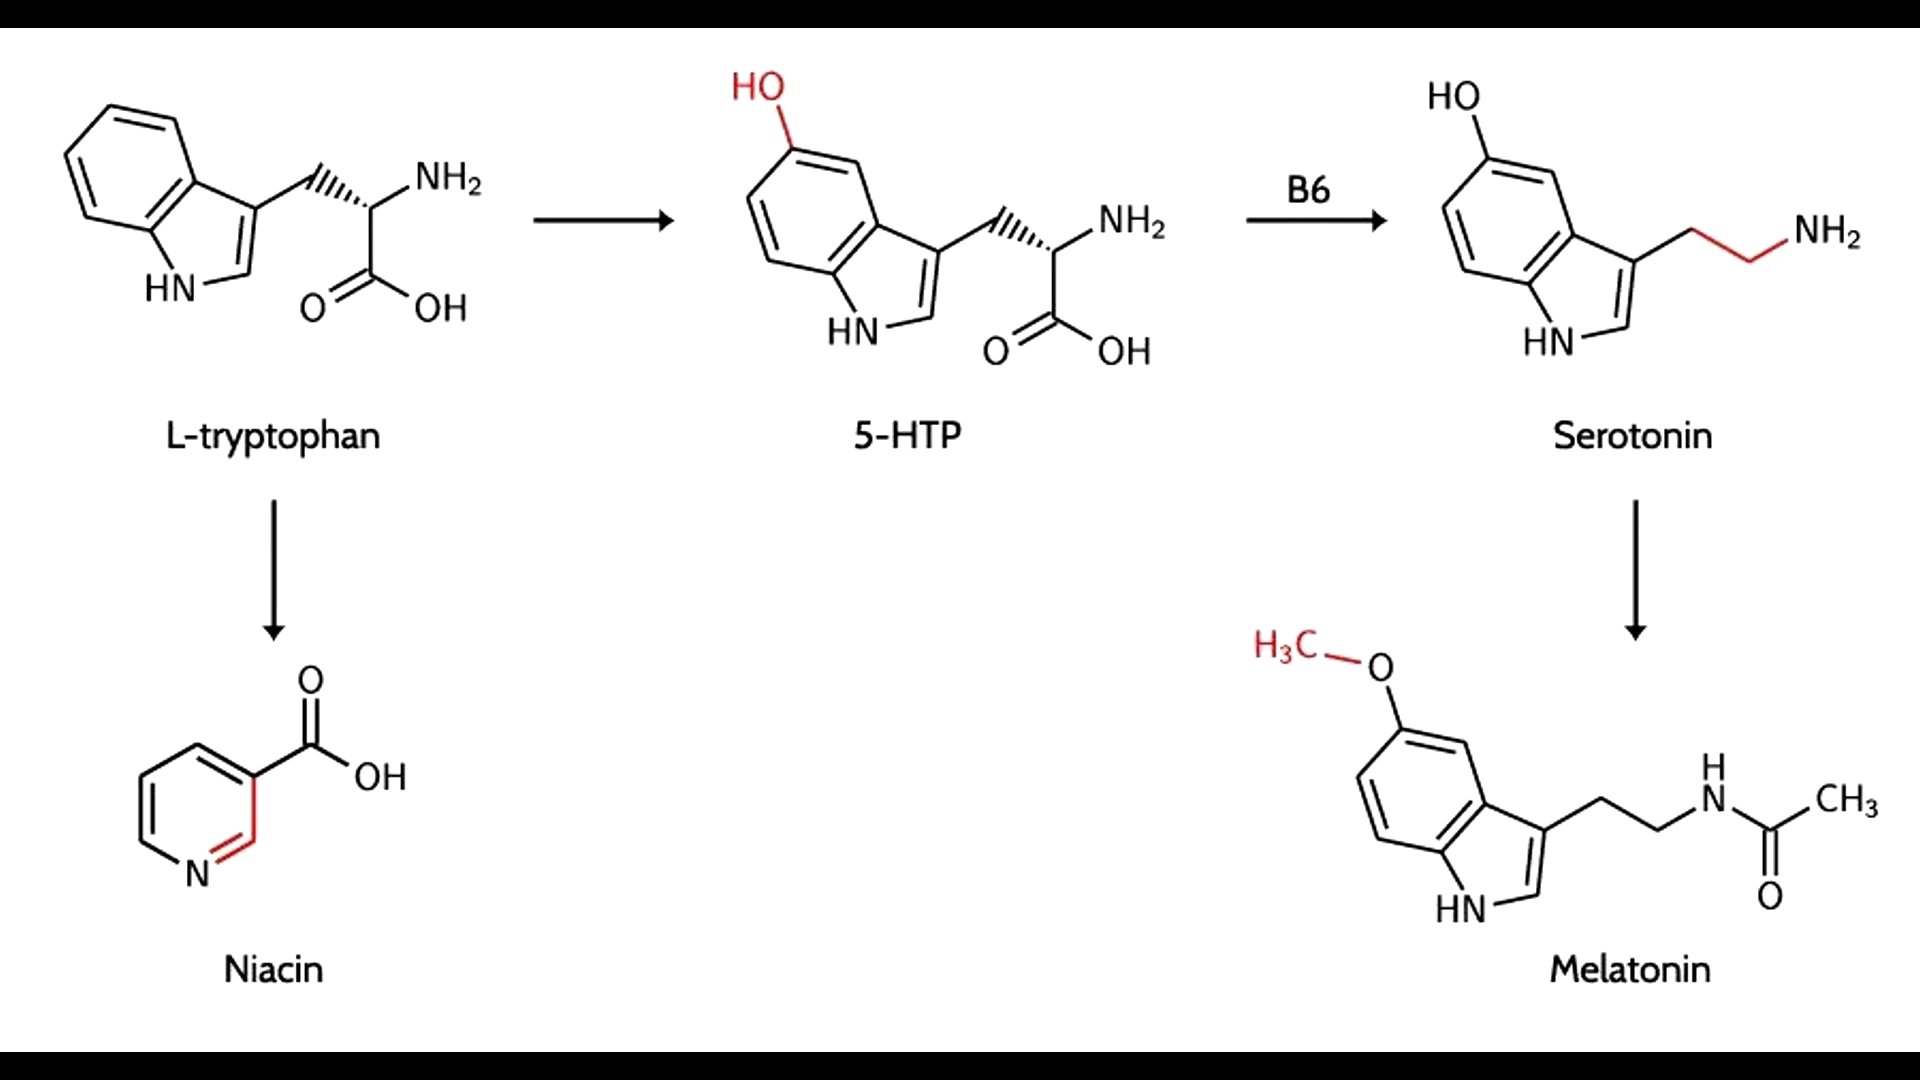 HO
NH₂
HN
O
OH
L-tryptophan
HO
NH₂
HN
O
OH
5-HTP
B6
HO
NH₂
HN
Serotonin
O
OH
N
Niacin
H₃C
O
H
N
CH₃
O
HN
Melatonin